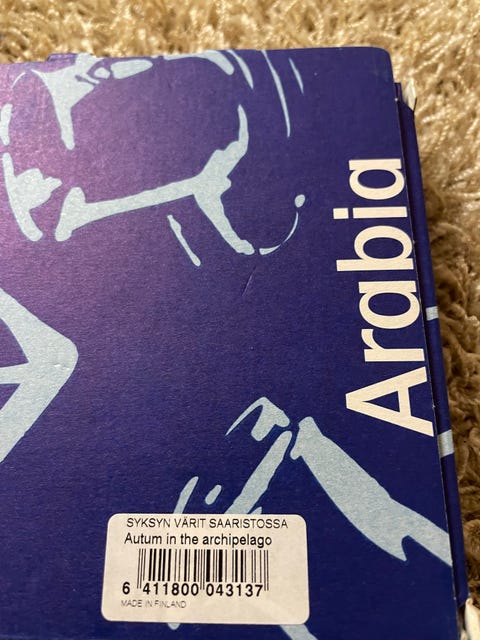 Arabia
SYKSYN VÄRIT SAARISTOSSA
Autum in the archipelago
6 411800 043137
MADE IN FINLAND